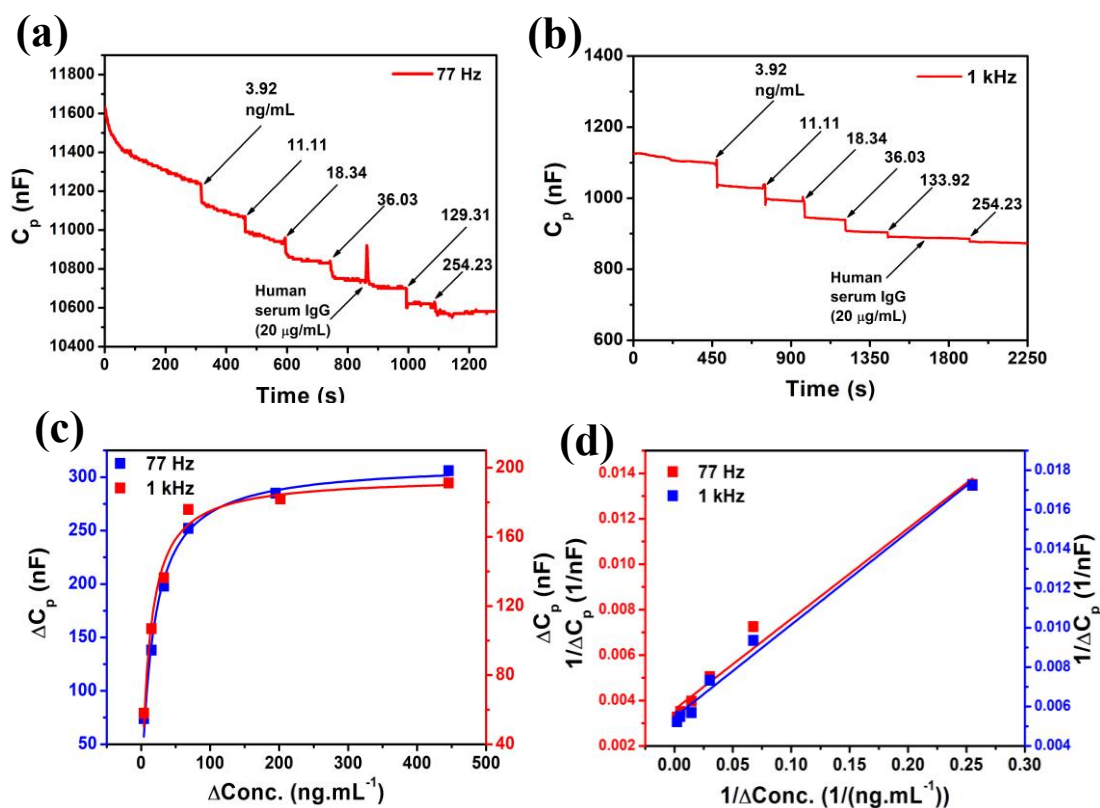 (a)
11800
11600
11400
11200
11000
10800
10600
10400
Cp (nF)
77 Hz
3.92
ng/mL
11.11
18.34
36.03
129.31
254.23
Human
serum IgG
(20 μg/mL)
0 200 400 600 800 1000 1200
Time (s)
(b)
1400
1200
1000
800
600
Cp (nF)
1 kHz
3.92
ng/mL
11.11
18.34
36.03
133.92
254.23
Human
serum IgG
(20 μg/mL)
0 450 900 1350 1800 2250
Time (s)
(c)
300
250
200
150
100
50
ΔCp (nF)
77 Hz
1 kHz
200
160
120
80
40
ΔCp (nF)
0 100 200 300 400 500
ΔConc. (ng.mL-1)
(d)
0.014
0.012
0.010
0.008
0.006
0.004
0.002
1/ΔCp (1/nF)
77 Hz
1 kHz
0.018
0.016
0.014
0.012
0.010
0.008
0.006
0.004
1/ΔCp (1/nF)
0.00 0.05 0.10 0.15 0.20 0.25 0.30
1/ΔConc. (1/(ng.mL-1))